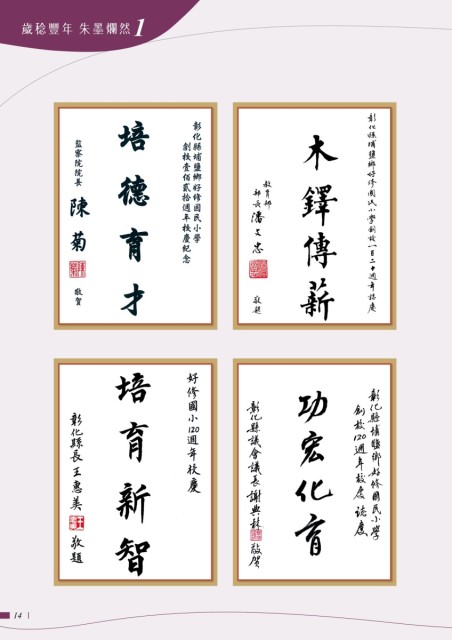 歲稔豐年 朱墨爛然 1
彰化縣埔鹽鄉好修國民小學創校一百二十週年誌慶
木鐸傳薪
教育部
部長 潘文忠
敬題
彰化縣埔鹽鄉好修國民小學
創校壹佰貳拾週年校慶紀念
培德育才
監察院院長
陳菊
敬賀
彰化縣埔鹽鄉好修國民小學
創校120週年校慶誌慶
功宏化育
彰化縣議會議長謝典霖 敬賀
好修國小120週年校慶
培育新智
彰化縣長王惠美 敬題
14